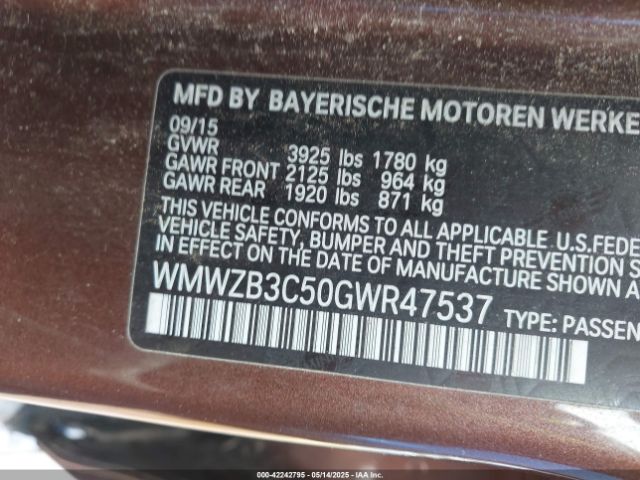 MFD BY BAYERISCHE MOTOREN WERKE
09/15
GVWR 3925 lbs 1780 kg
GAWR FRONT 2125 lbs 964 kg
GAWR REAR 1920 lbs 871 kg
THIS VEHICLE CONFORMS TO ALL APPLICABLE U.S.FEDE
VEHICLE SAFETY, BUMPER AND THEFT PREVENTION
IN EFFECT ON THE DATE OF MANUFACTURE SHOWN A
WMWZB3C50GWR47537 TYPE: PASSEN
000-42242795 05/14/2025 IAAI.COM